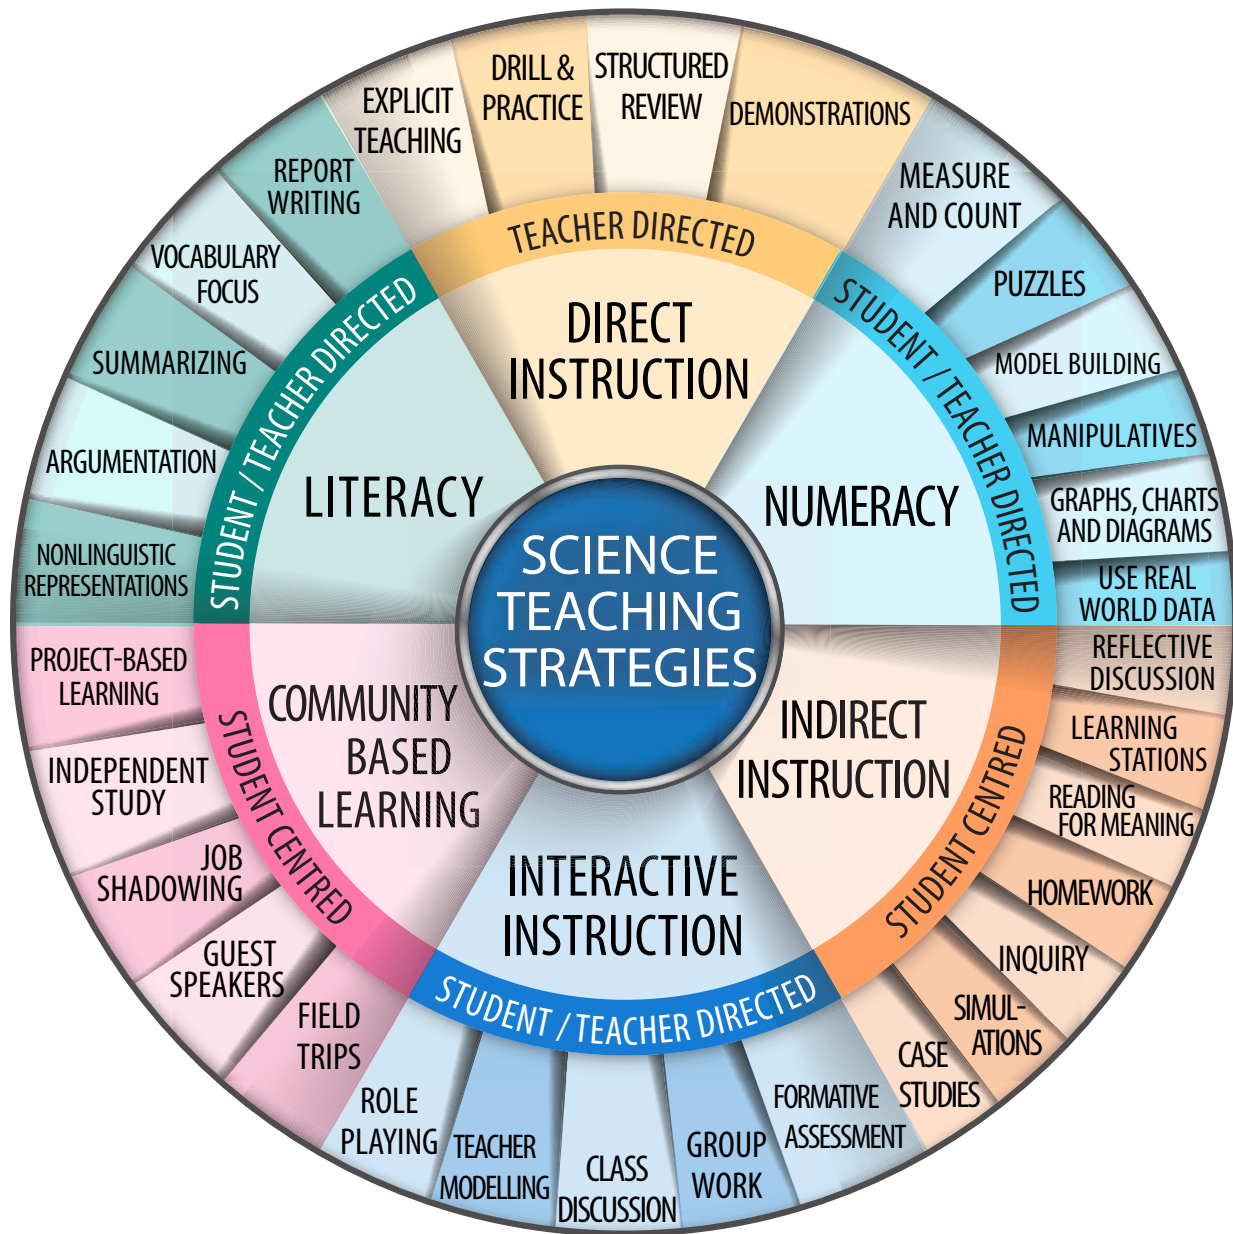 SCIENCE
TEACHING
STRATEGIES
DIRECT
INSTRUCTION
TEACHER DIRECTED
EXPLICIT
TEACHING
DRILL &
PRACTICE
STRUCTURED
REVIEW
DEMONSTRATIONS
NUMERACY
STUDENT / TEACHER DIRECTED
MEASURE
AND COUNT
PUZZLES
MODEL BUILDING
MANIPULATIVES
GRAPHS, CHARTS
AND DIAGRAMS
USE REAL
WORLD DATA
INDIRECT
INSTRUCTION
STUDENT CENTRED
REFLECTIVE
DISCUSSION
LEARNING
STATIONS
READING
FOR MEANING
HOMEWORK
INQUIRY
SIMUL-
ATIONS
CASE
STUDIES
INTERACTIVE
INSTRUCTION
STUDENT / TEACHER DIRECTED
FORMATIVE
ASSESSMENT
GROUP
WORK
CLASS
DISCUSSION
TEACHER
MODELLING
ROLE
PLAYING
COMMUNITY
BASED
LEARNING
STUDENT CENTRED
FIELD
TRIPS
GUEST
SPEAKERS
JOB
SHADOWING
INDEPENDENT
STUDY
PROJECT-BASED
LEARNING
LITERACY
STUDENT / TEACHER DIRECTED
NONLINGUISTIC
REPRESENTATIONS
ARGUMENTATION
SUMMARIZING
VOCABULARY
FOCUS
REPORT
WRITING